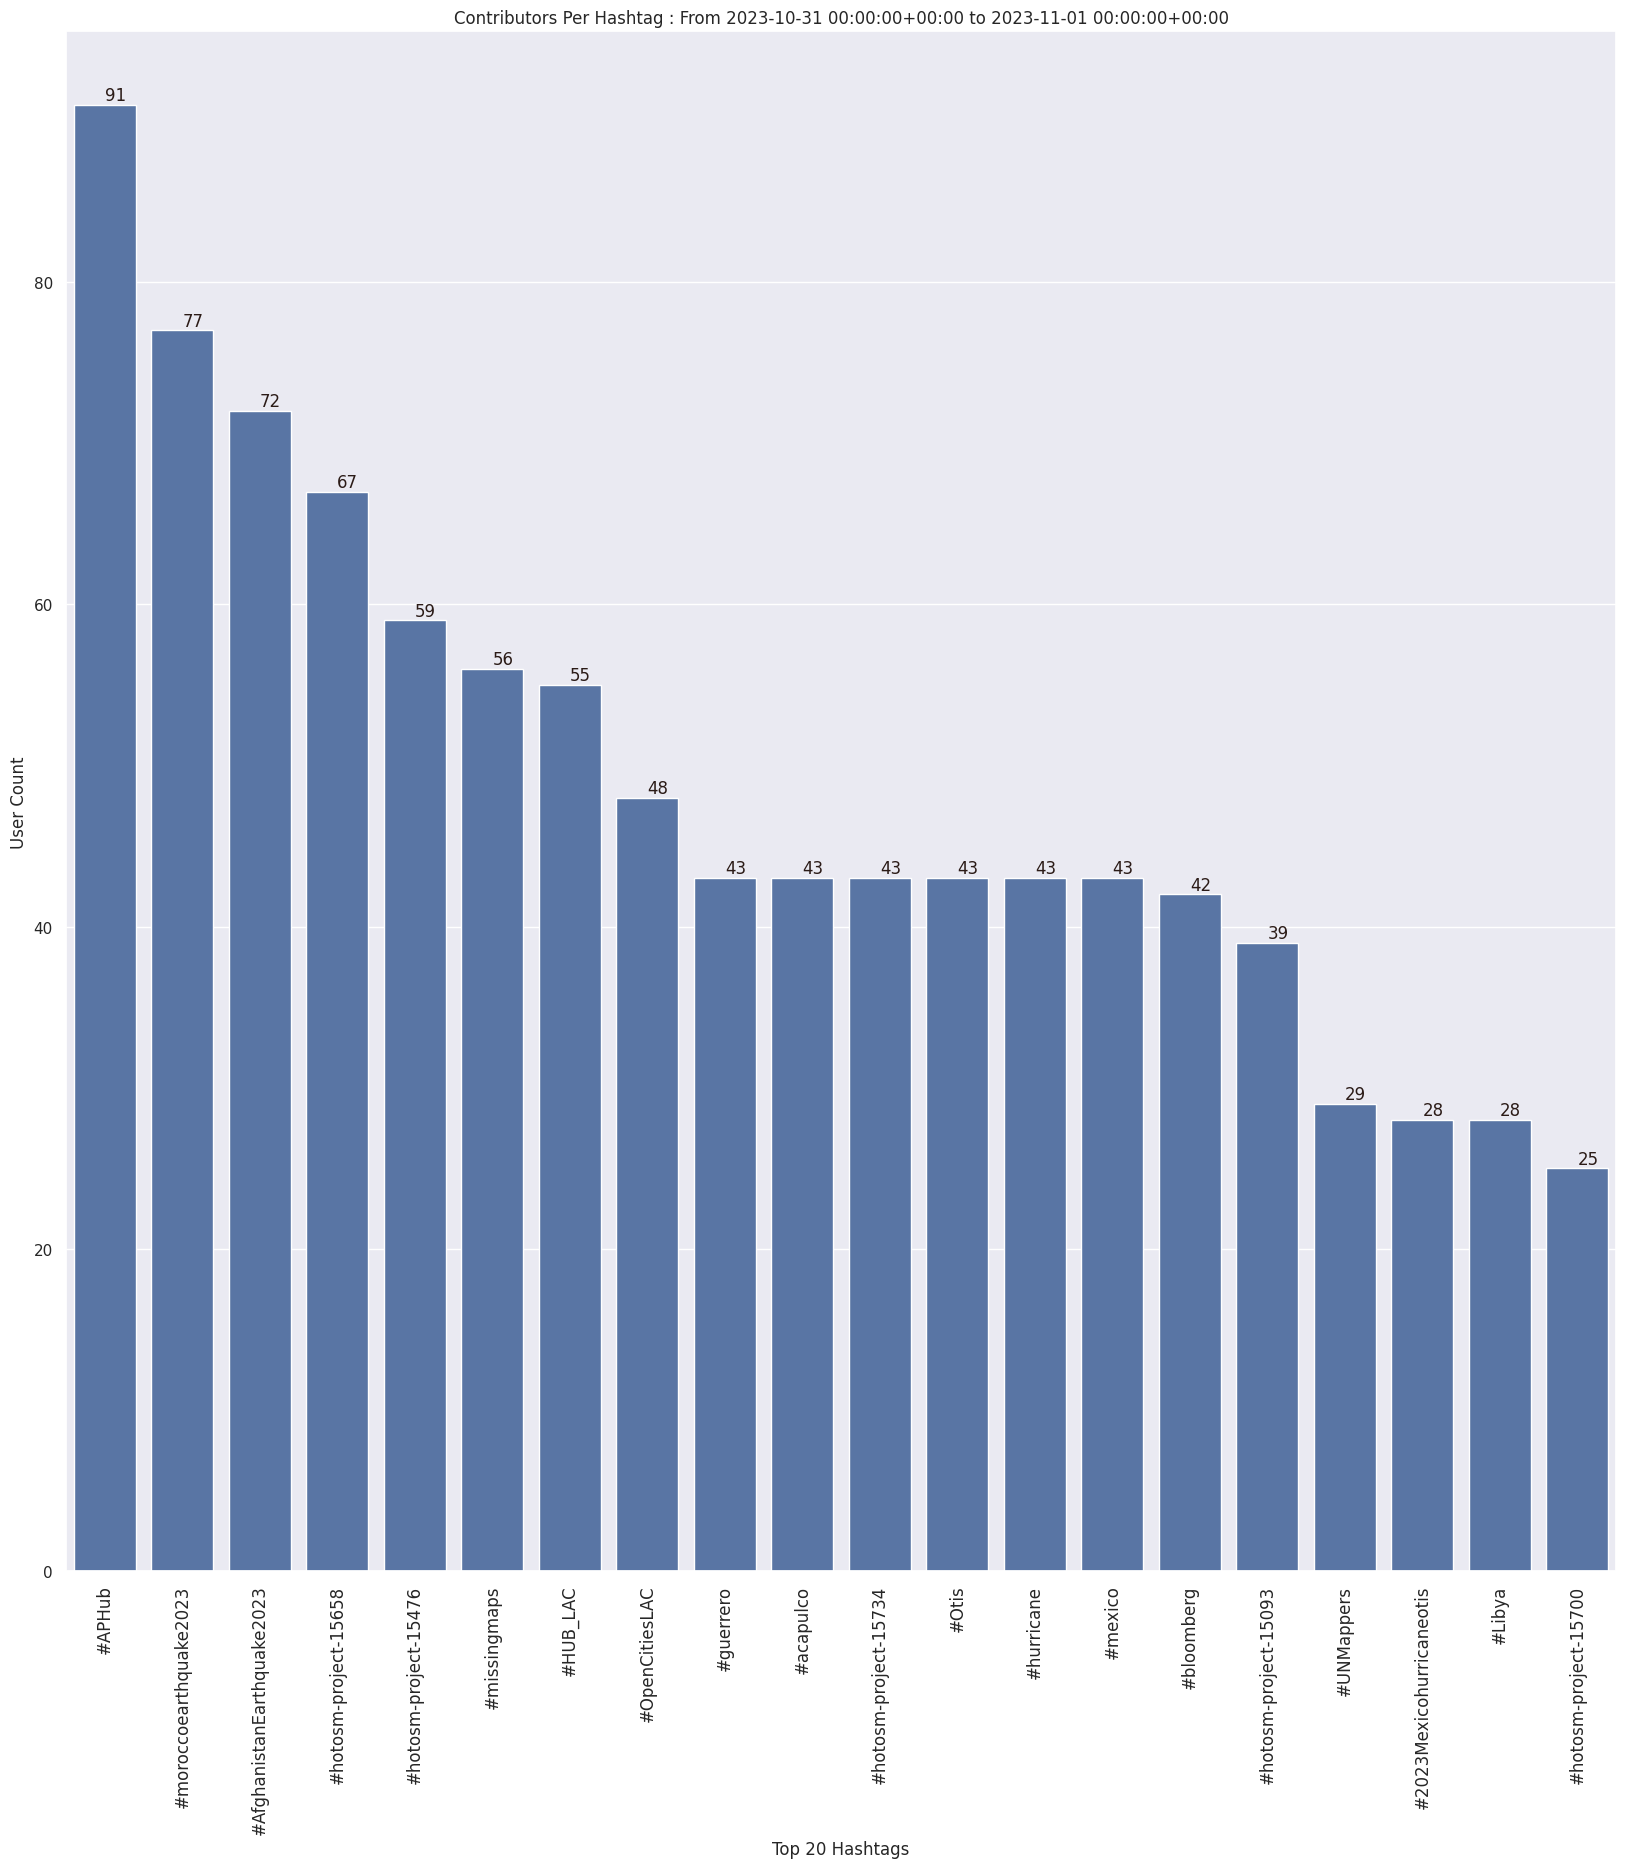 Contributors Per Hashtag : From 2023-10-31 00:00:00+00:00 to 2023-11-01 00:00:00+00:00
User Count
80
60
40
20
0
91
77
72
67
59
56
55
48
43
43
43
43
43
43
42
39
29
28
28
25
#APHub
#moroccoearthquake2023
#AfghanistanEarthquake2023
#hotosm-project-15658
#hotosm-project-15476
#missingmaps
#HUB_LAC
#OpenCitiesLAC
#guerrero
#acapulco
#hotosm-project-15734
#Otis
#hurricane
#mexico
#bloomberg
#hotosm-project-15093
#UNMappers
#2023Mexicohurricaneotis
#Libya
#hotosm-project-15700
Top 20 Hashtags